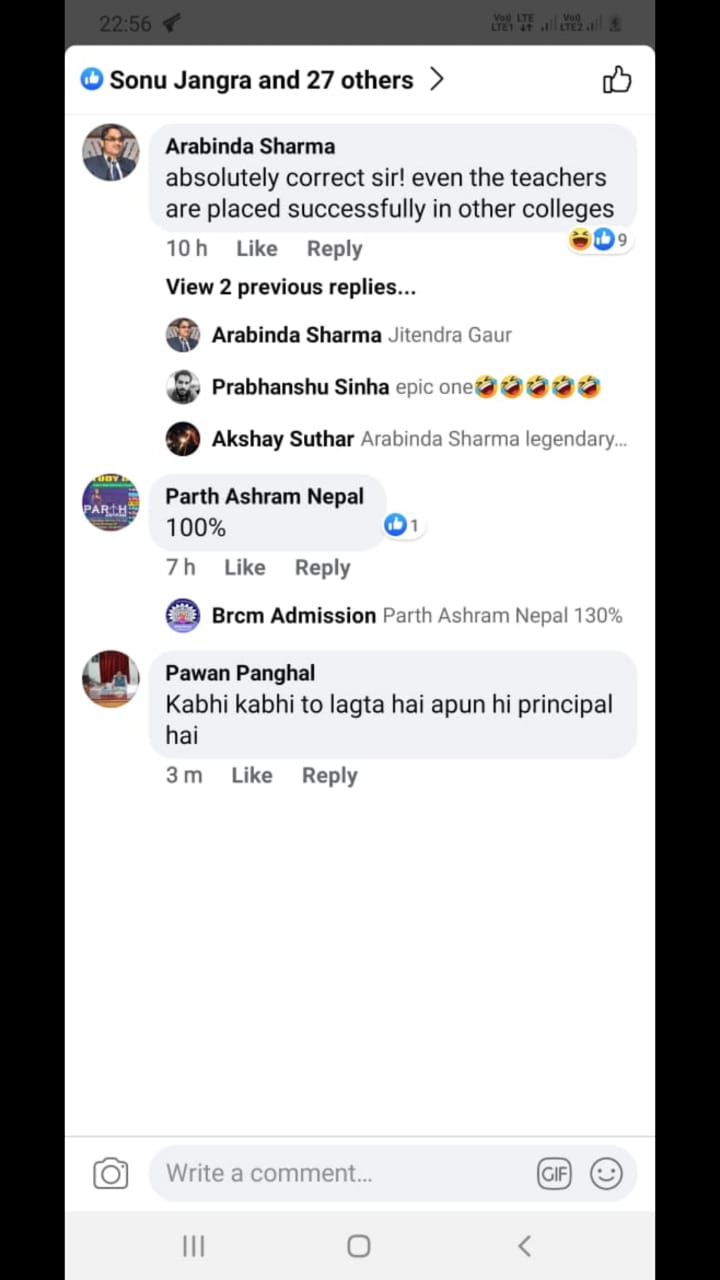 22:56
Vo)) LTE Vo))
LTE1 LTE2
Sonu Jangra and 27 others
Arabinda Sharma
absolutely correct sir! even the teachers
are placed successfully in other colleges
10 h Like Reply 9
View 2 previous replies...
Arabinda Sharma Jitendra Gaur
Prabhanshu Sinha epic one🤣🤣🤣🤣🤣
Akshay Suthar Arabinda Sharma legendary...
PARTH
Parth Ashram Nepal
100%
1
7 h Like Reply
Brcm Admission Parth Ashram Nepal 130%
Pawan Panghal
Kabhi kabhi to lagta hai apun hi principal
hai
3 m Like Reply
Write a comment...
GIF